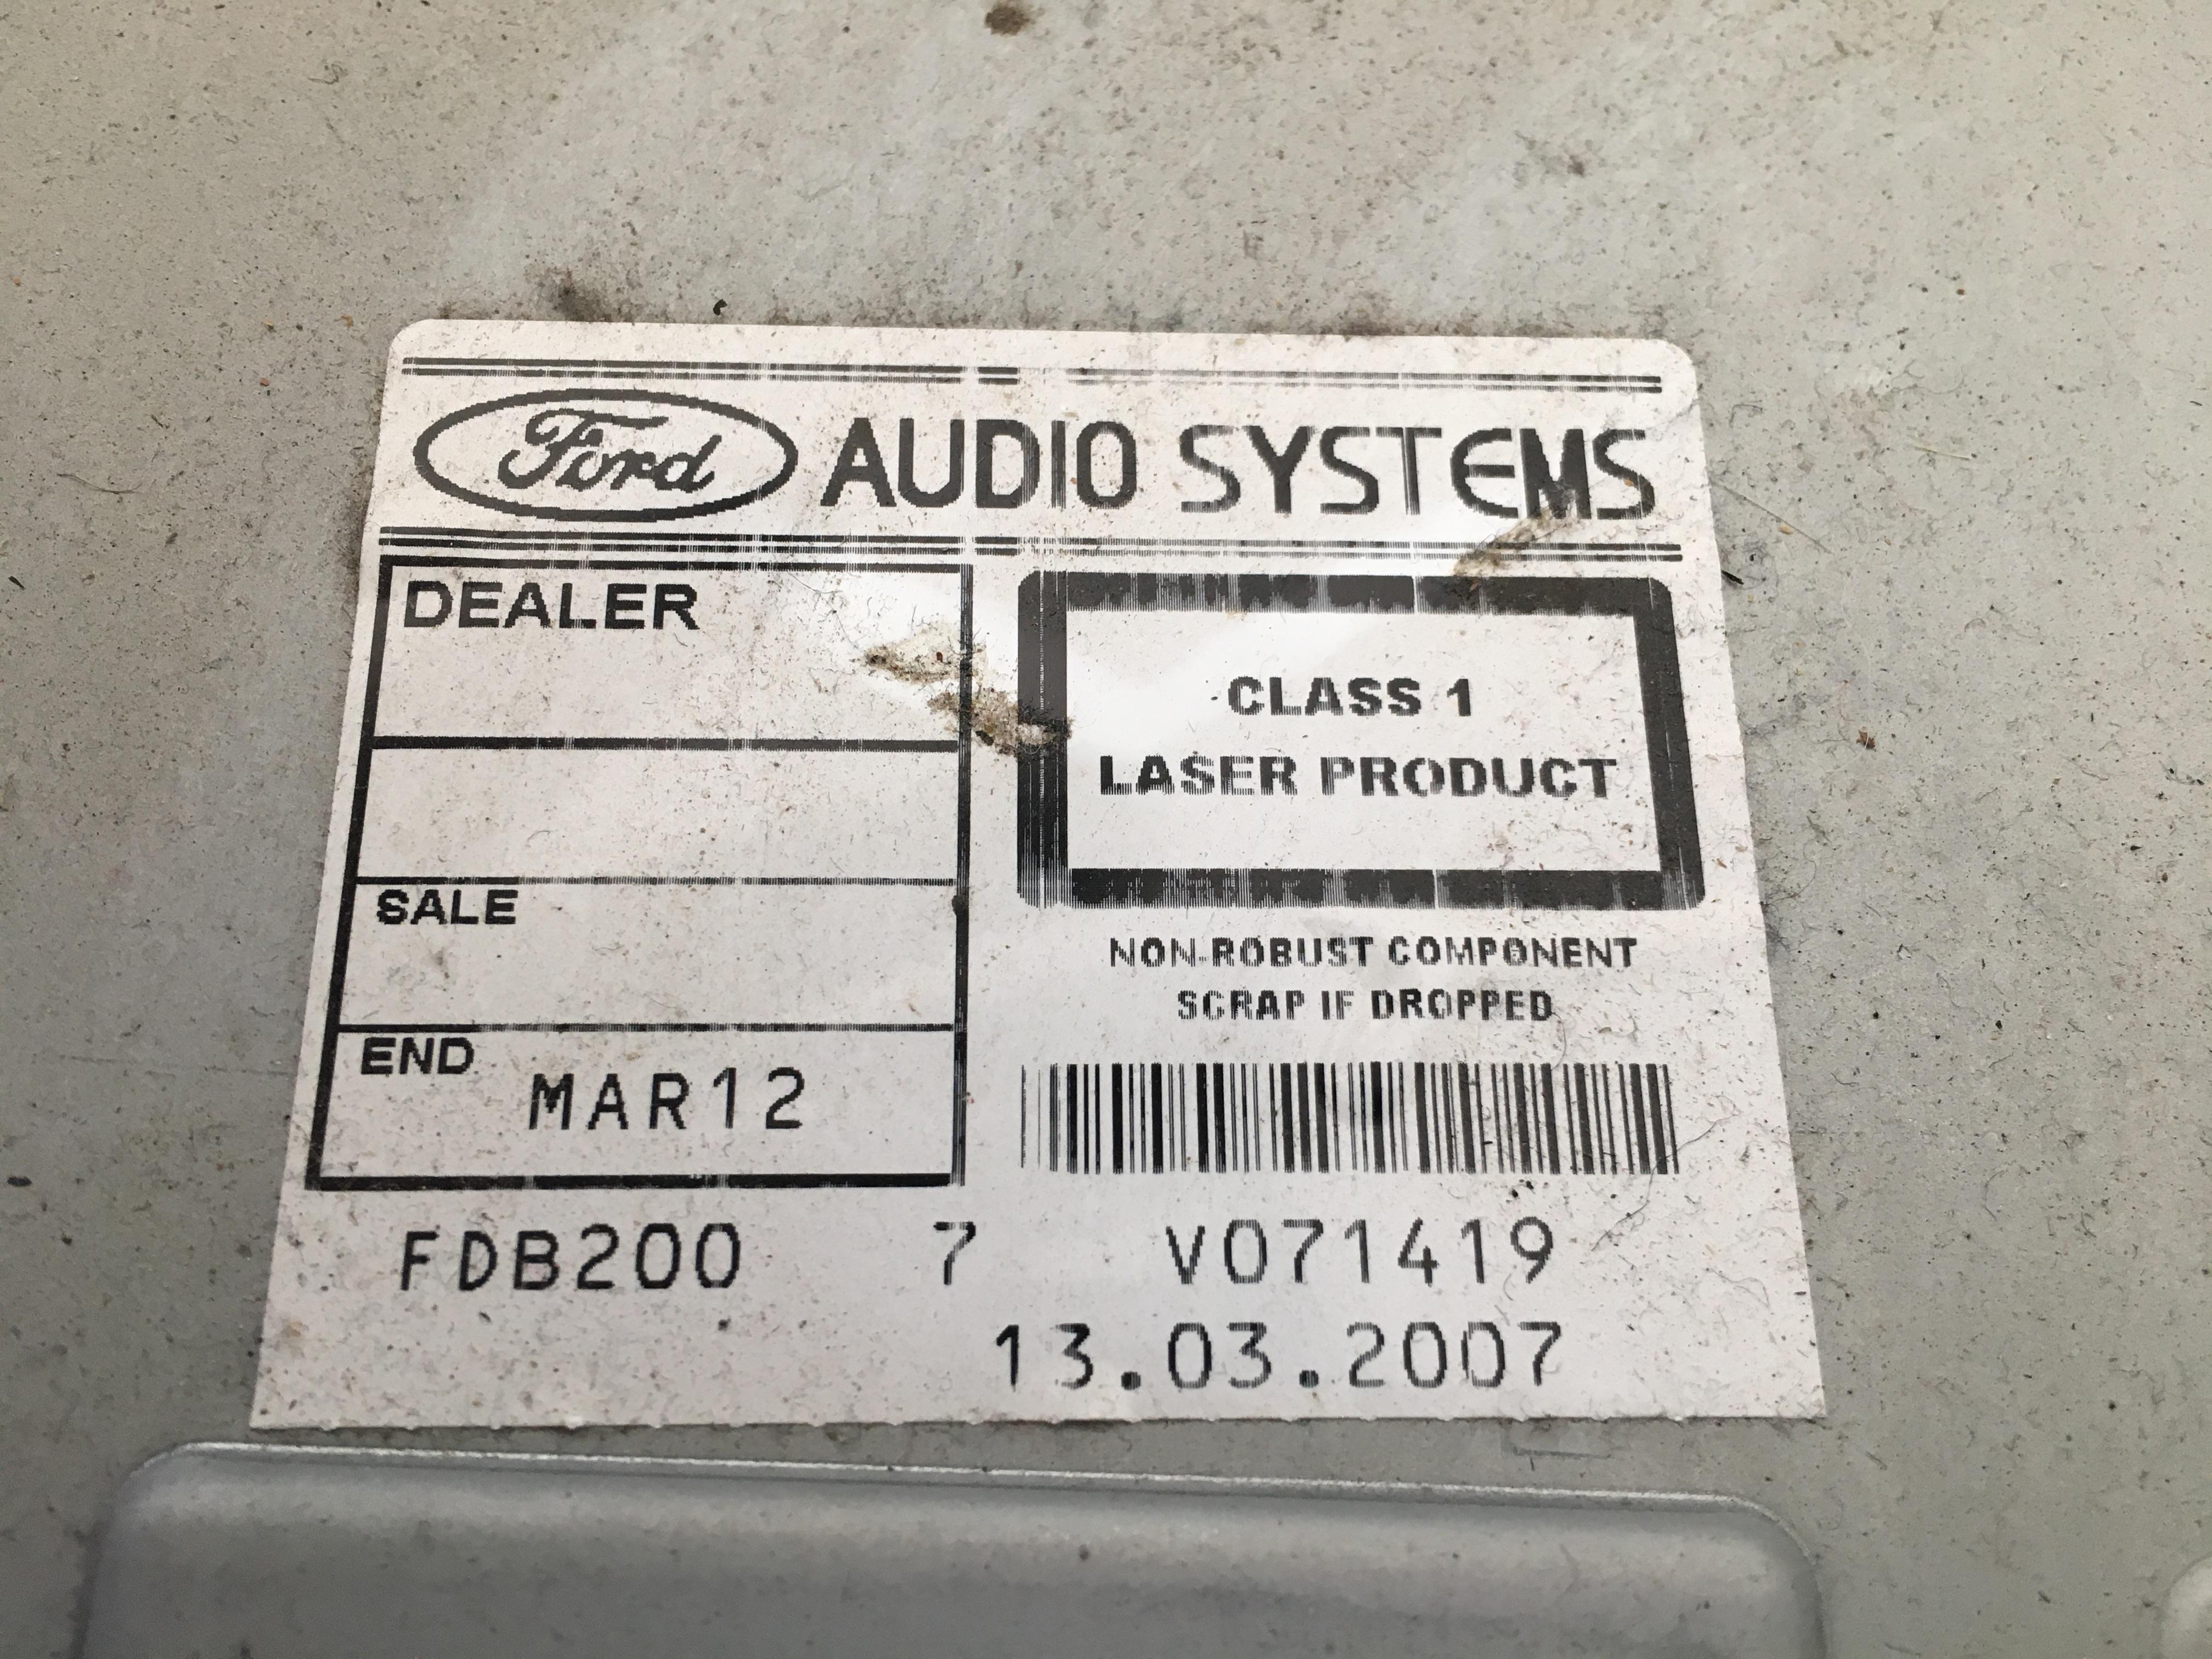 Ford AUDIO SYSTEMS
DEALER
SALE
END MAR12
CLASS 1
LASER PRODUCT
NON-ROBUST COMPONENT
SCRAP IF DROPPED
FDB200 7 V071419
13.03.2007